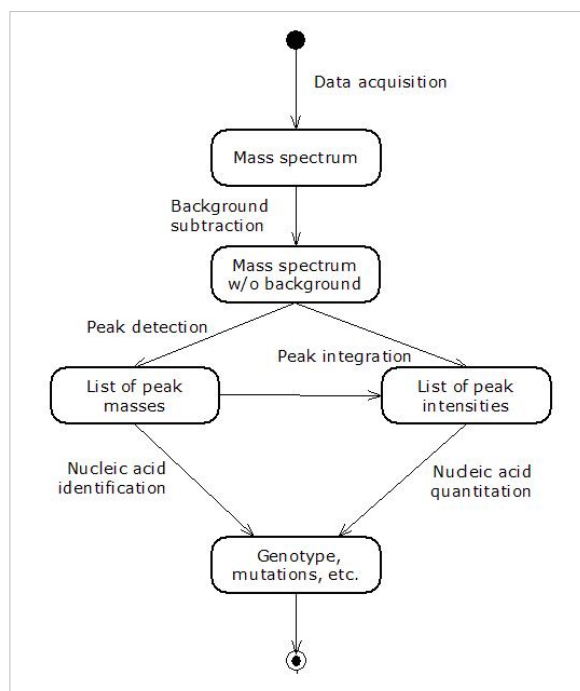 Data acquisition
Mass spectrum
Background
subtraction
Mass spectrum
w/o background
Peak detection
Peak integration
List of peak
masses
List of peak
intensities
Nucleic acid
identification
Nucleic acid
quantitation
Genotype,
mutations, etc.